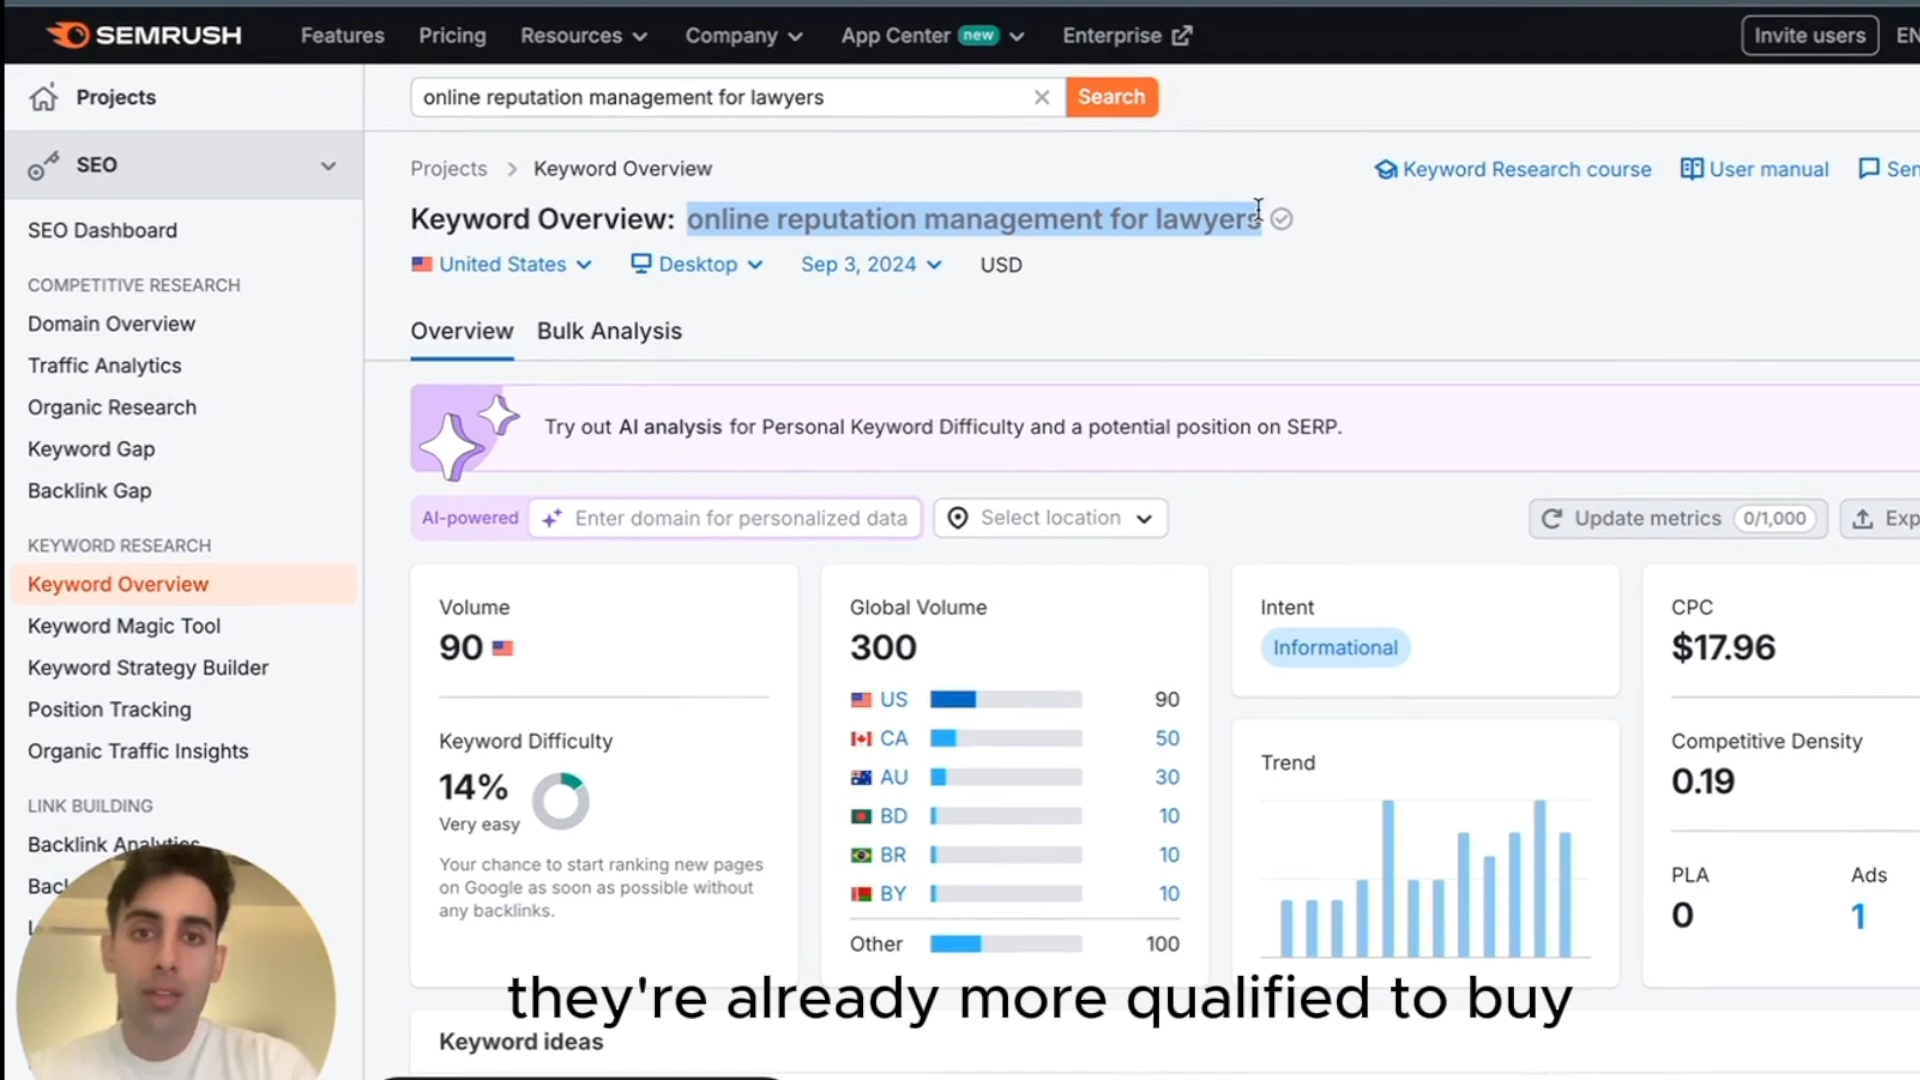 SEMRUSH Features Pricing Resources Company App Center new Enterprise Invite users EN
Projects
online reputation management for lawyers Search
SEO
Projects > Keyword Overview
Keyword Research course User manual
Keyword Overview: online reputation management for lawyers
United States Desktop Sep 3, 2024 USD
Overview Bulk Analysis
SEO Dashboard
COMPETITIVE RESEARCH
Domain Overview
Traffic Analytics
Organic Research
Keyword Gap
Backlink Gap
KEYWORD RESEARCH
Keyword Overview
Keyword Magic Tool
Keyword Strategy Builder
Position Tracking
Organic Traffic Insights
LINK BUILDING
Backlink Analytics
Try out AI analysis for Personal Keyword Difficulty and a potential position on SERP.
AI-powered Enter domain for personalized data Select location Update metrics 0/1,000
Volume
90
Keyword Difficulty
14%
Very easy
Your chance to start ranking new pages
on Google as soon as possible without
any backlinks.
Global Volume
300
US 90
CA 50
AU 30
BD 10
BR 10
BY 10
Other 100
Intent
Informational
Trend
CPC
$17.96
Competitive Density
0.19
PLA Ads
0 1
they're already more qualified to buy
Keyword ideas